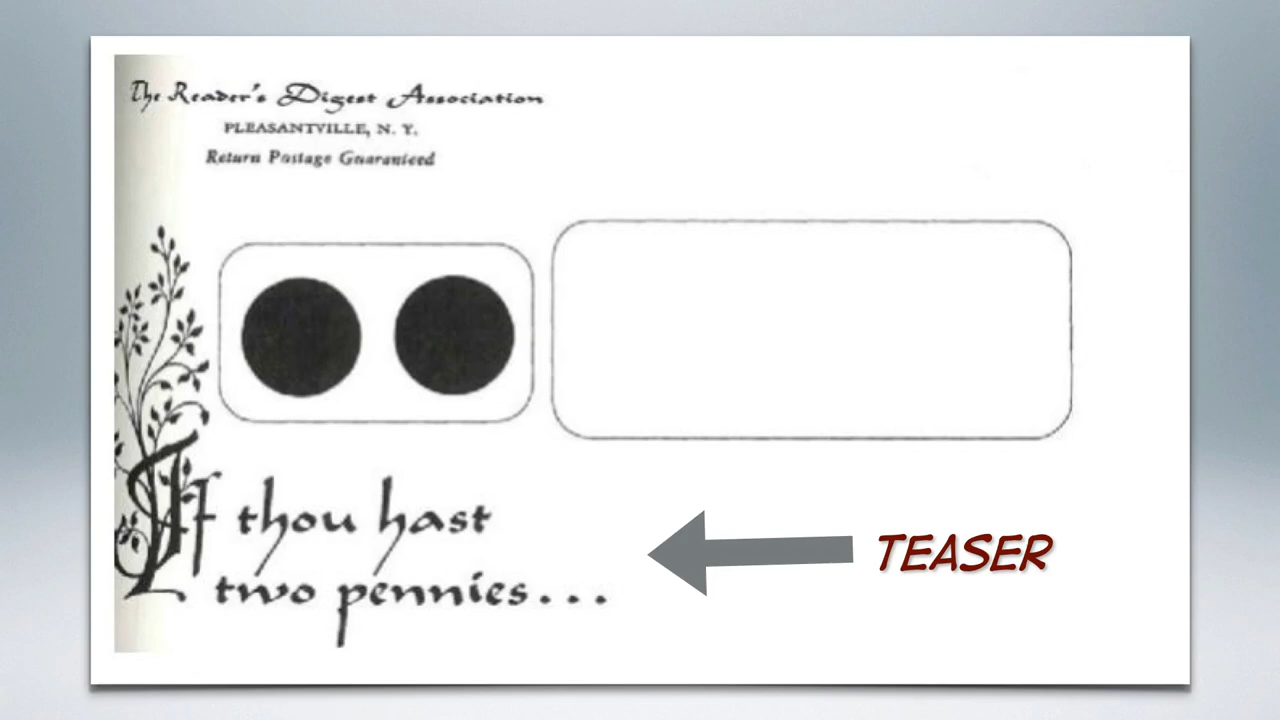 The Reader's Digest Association
PLEASANTVILLE, N. Y.
Return Postage Guaranteed
If thou hast
two pennies...
TEASER